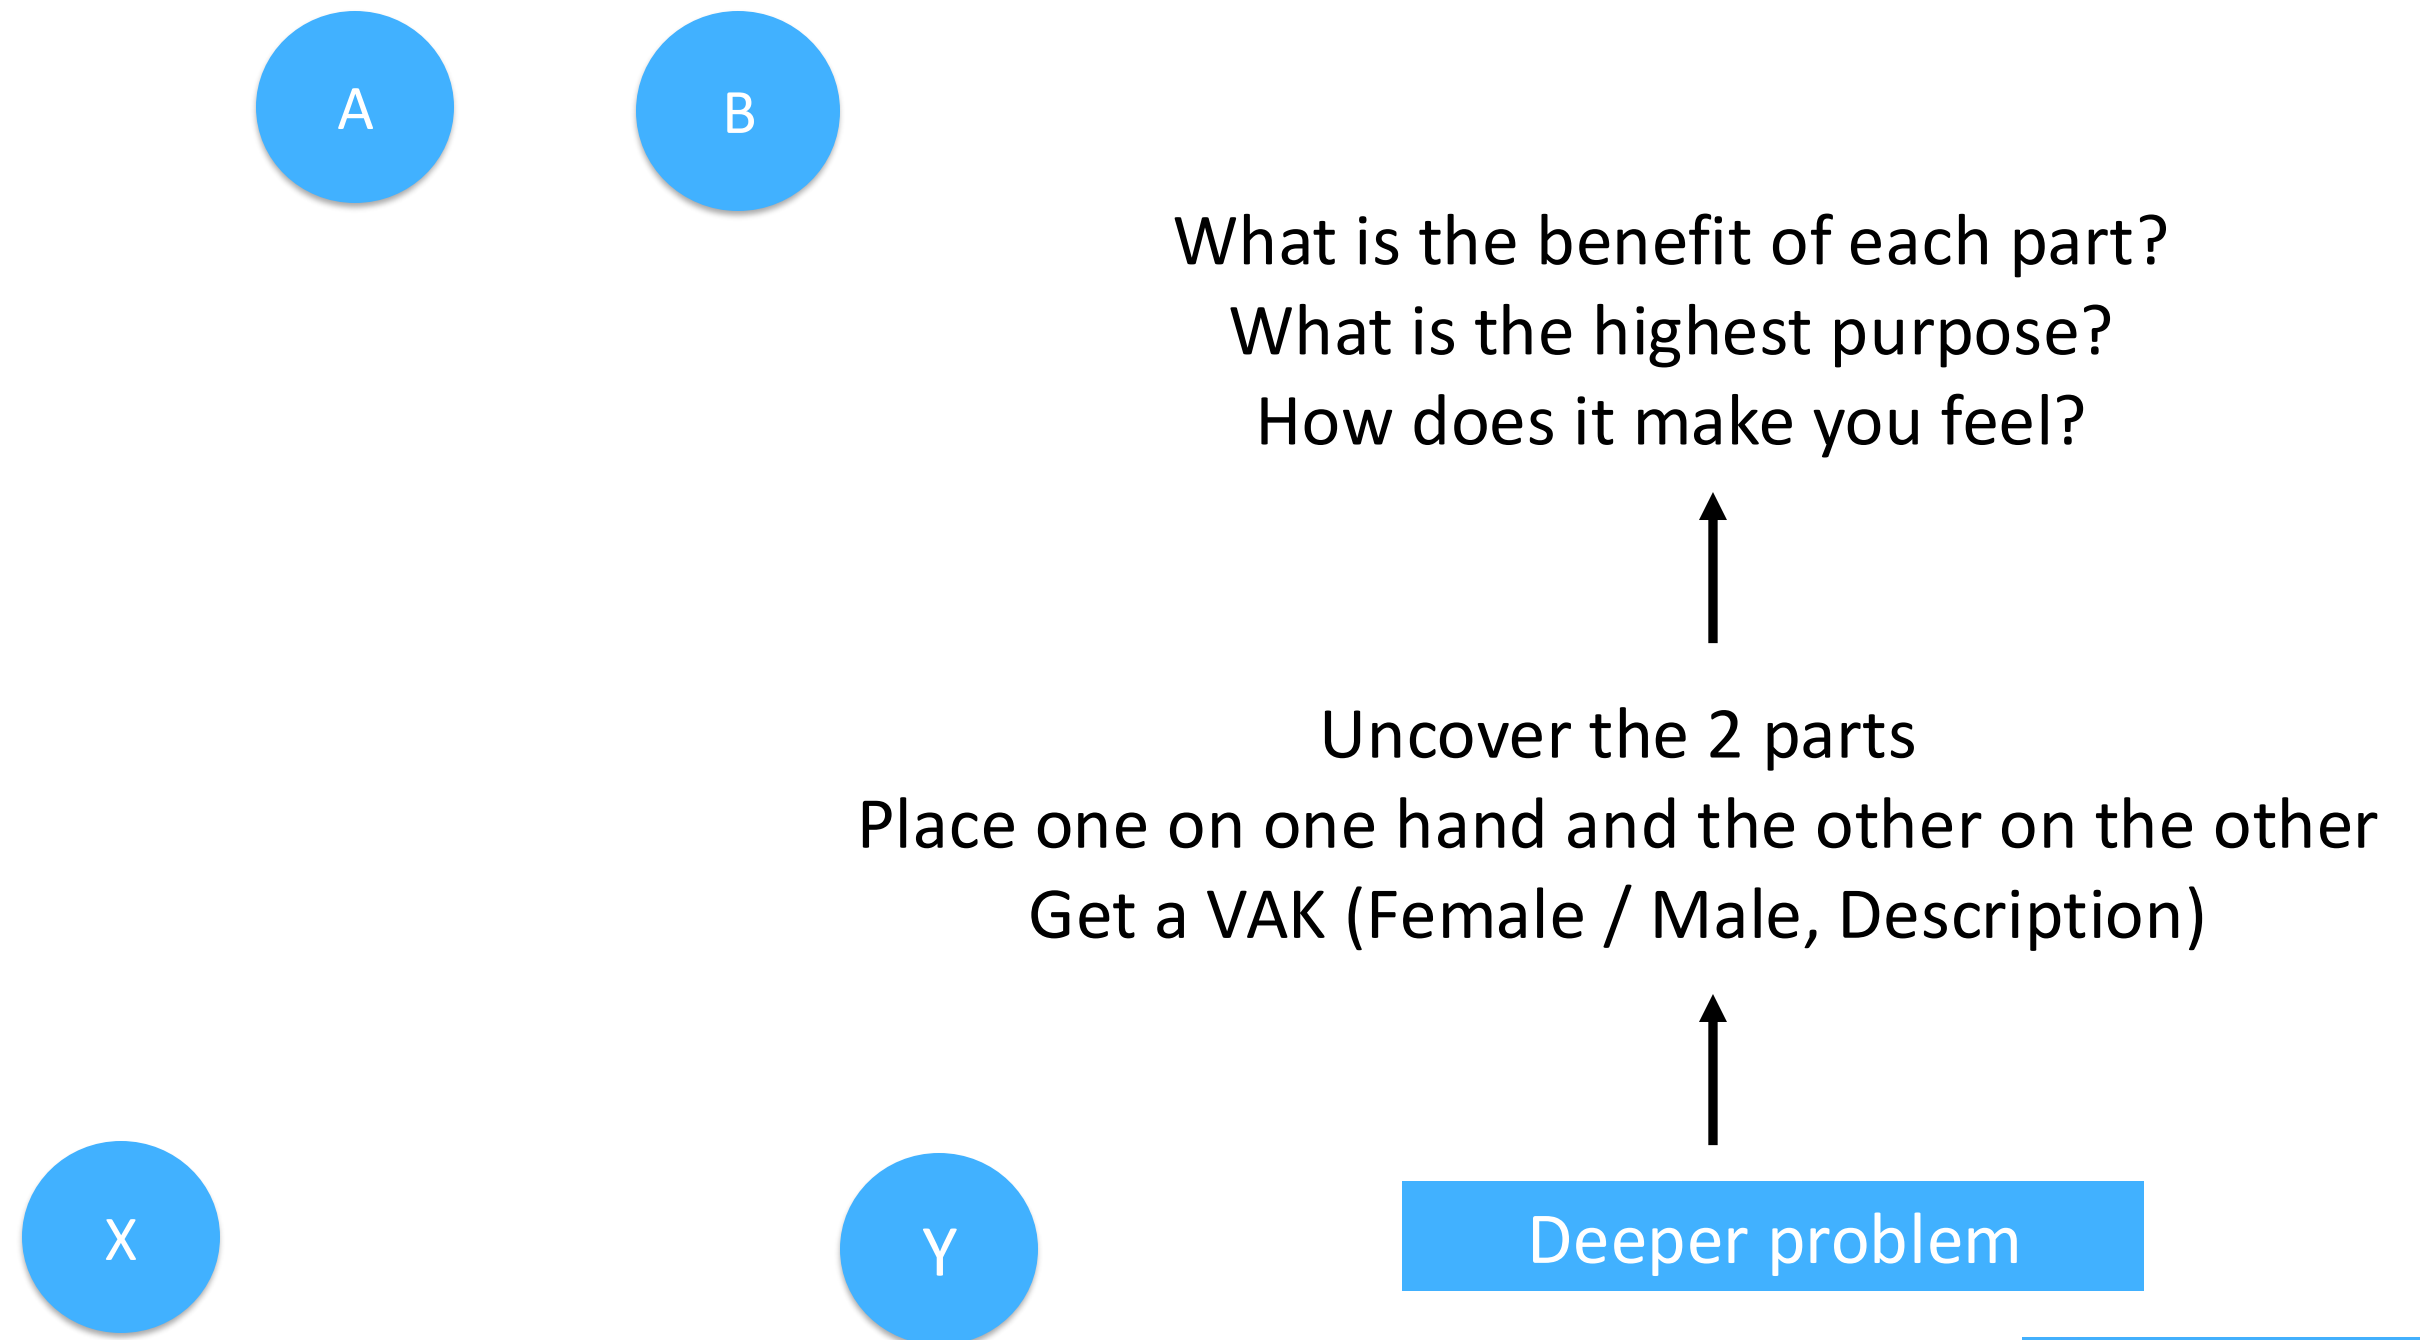 A
B
What is the benefit of each part?
What is the highest purpose?
How does it make you feel?
Uncover the 2 parts
Place one on one hand and the other on the other
Get a VAK (Female / Male, Description)
X
Y
Deeper problem